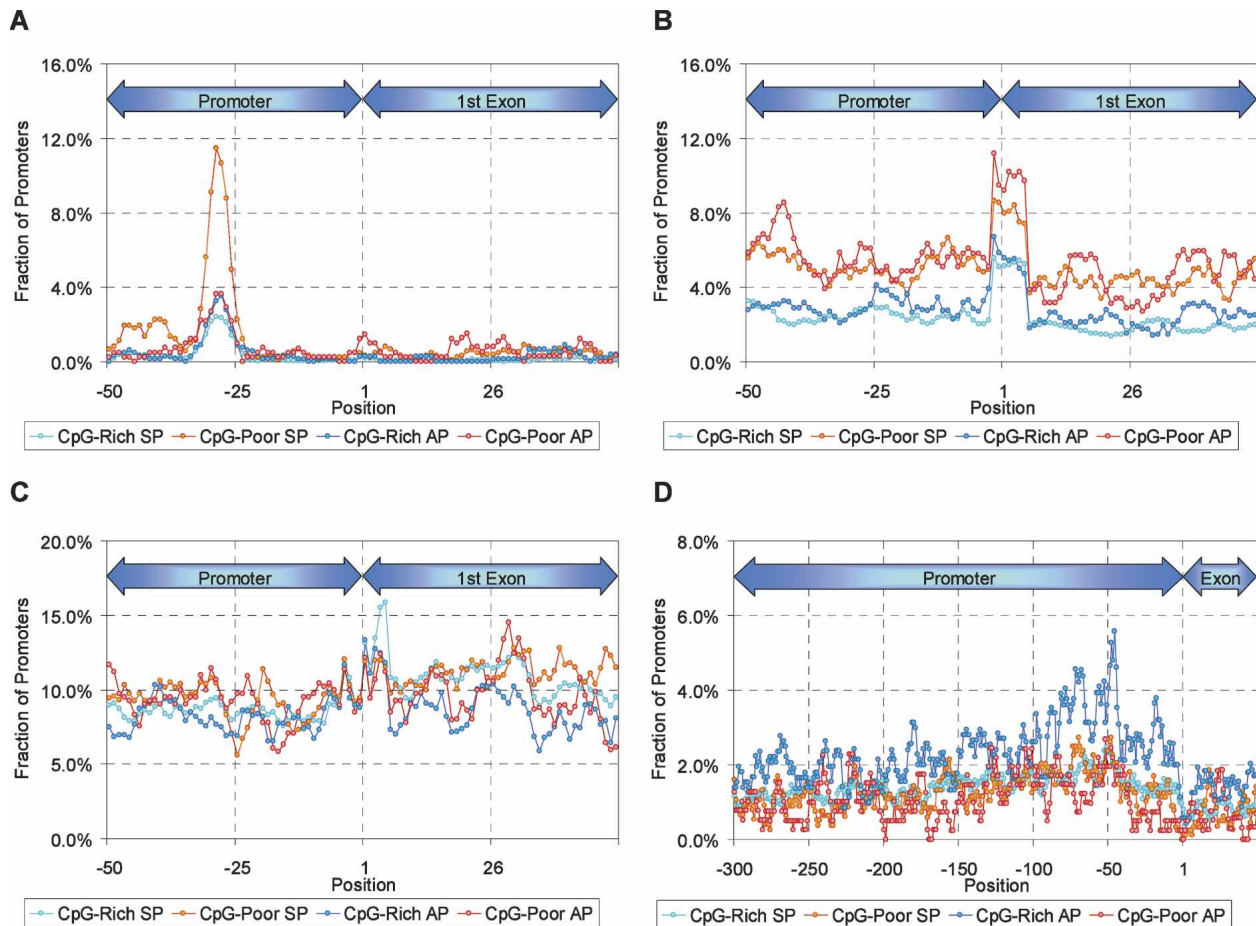 A
16.0%
12.0%
8.0%
4.0%
0.0%
Fraction of Promoters
Promoter
1st Exon
-50
-25
1
26
Position
CpG-Rich SP
CpG-Poor SP
CpG-Rich AP
CpG-Poor AP
B
16.0%
12.0%
8.0%
4.0%
0.0%
Fraction of Promoters
Promoter
1st Exon
-50
-25
1
26
Position
CpG-Rich SP
CpG-Poor SP
CpG-Rich AP
CpG-Poor AP
C
20.0%
15.0%
10.0%
5.0%
0.0%
Fraction of Promoters
Promoter
1st Exon
-50
-25
1
26
Position
CpG-Rich SP
CpG-Poor SP
CpG-Rich AP
CpG-Poor AP
D
8.0%
6.0%
4.0%
2.0%
0.0%
Fraction of Promoters
Promoter
Exon
-300
-250
-200
-150
-100
-50
1
Position
CpG-Rich SP
CpG-Poor SP
CpG-Rich AP
CpG-Poor AP